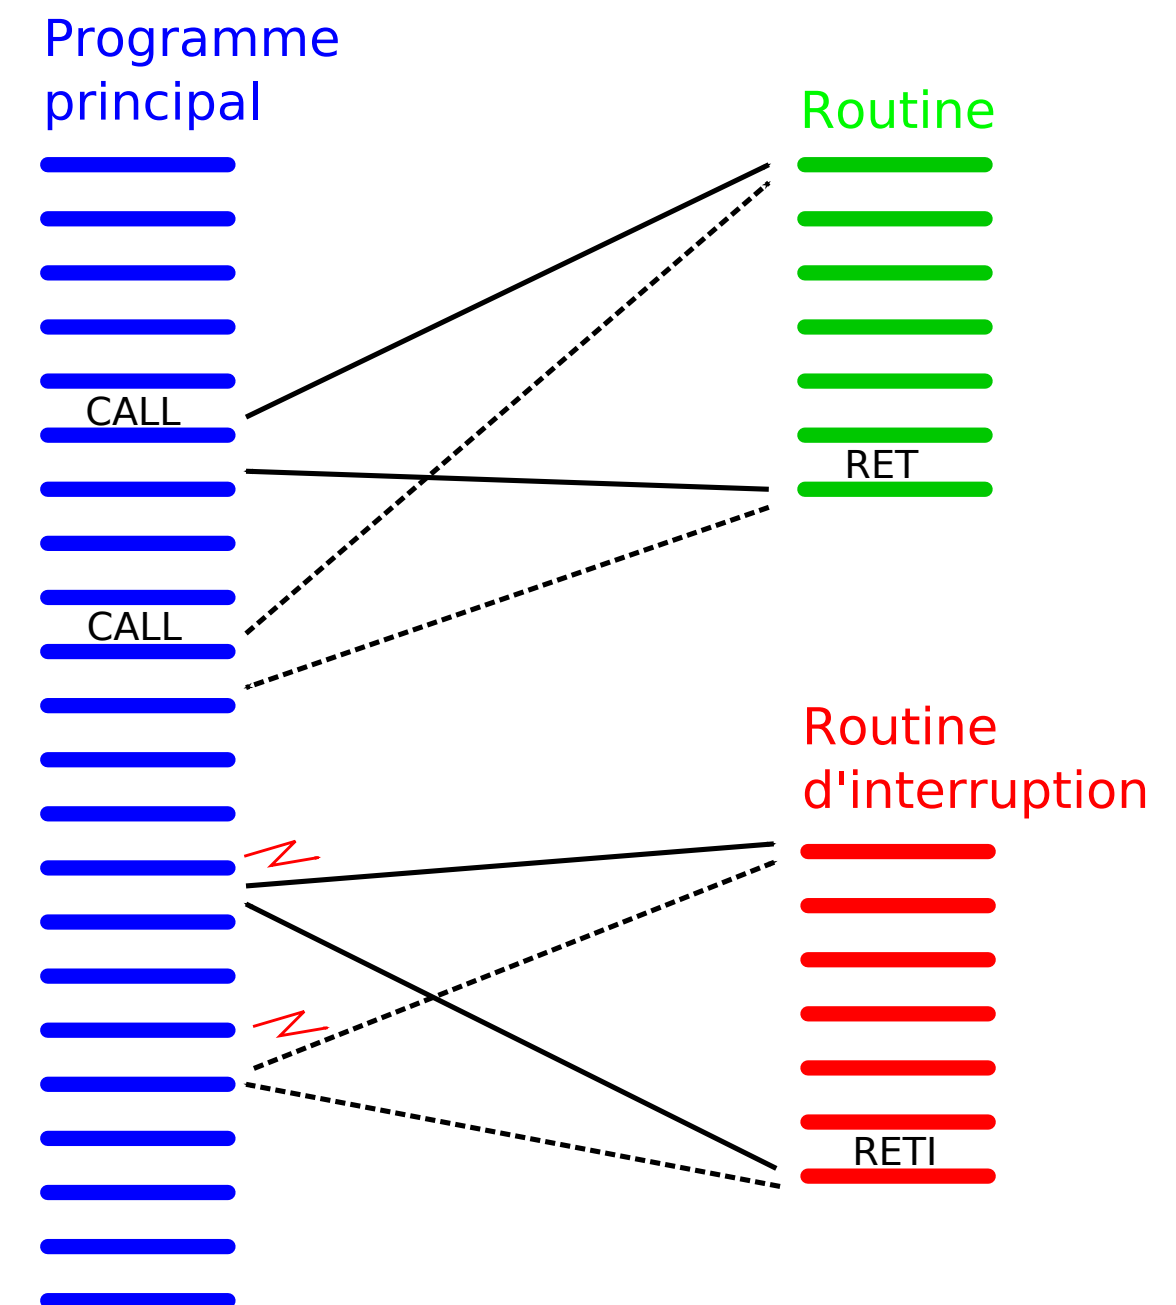 Programme
principal
Routine
CALL
RET
CALL
Routine
d'interruption
RETI